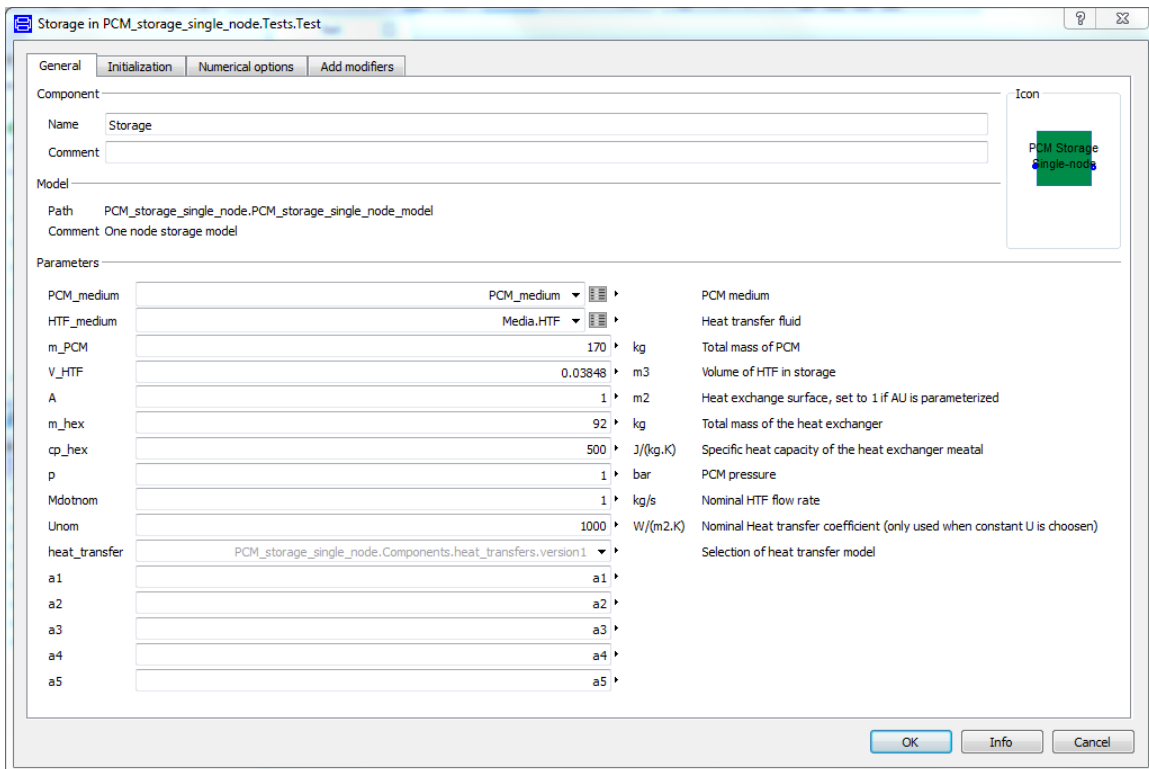 Storage in PCM_storage_single_node.Tests.Test
General Initialization Numerical options Add modifiers
Component
Icon
Name Storage
Comment
PCM Storage
Single-node
Model
Path PCM_storage_single_node.PCM_storage_single_node_model
Comment One node storage model
Parameters
PCM_medium PCM_medium PCM medium
HTF_medium Media.HTF Heat transfer fluid
m_PCM 170 kg Total mass of PCM
V_HTF 0.03848 m3 Volume of HTF in storage
A 1 m2 Heat exchange surface, set to 1 if AU is parameterized
m_hex 92 kg Total mass of the heat exchanger
cp_hex 500 J/(kg.K) Specific heat capacity of the heat exchanger meatal
p 1 bar PCM pressure
Mdotnom 1 kg/s Nominal HTF flow rate
Unom 1000 W/(m2.K) Nominal Heat transfer coefficient (only used when constant U is choosen)
heat_transfer PCM_storage_single_node.Components.heat_transfers.version1 Selection of heat transfer model
a1 a1
a2 a2
a3 a3
a4 a4
a5 a5
OK Info Cancel